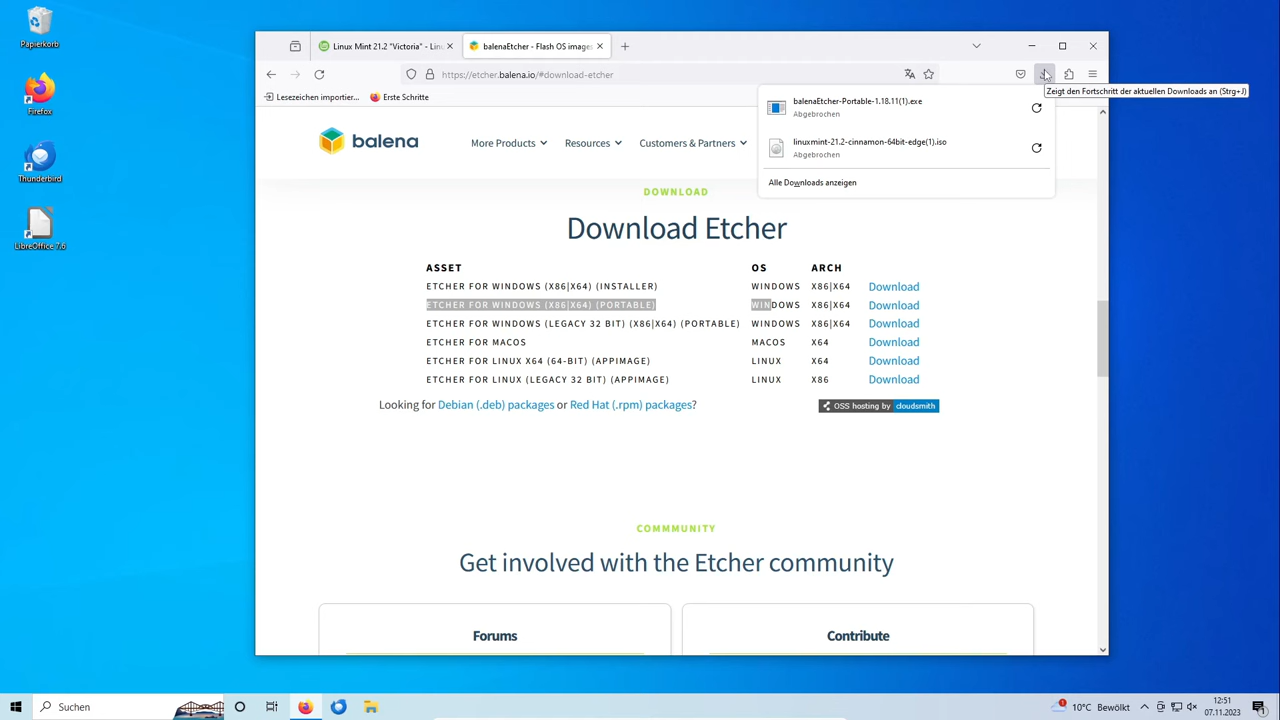 Papierkorb
Firefox
Thunderbird
LibreOffice 7.6
Linux Mint 21.2 "Victoria" - Lin
balenaEtcher - Flash OS image
https://etcher.balena.io/#download-etcher
Zeigt den Fortschritt der aktuellen Downloads an (Strg+J)
Lesezeichen importier...
Erste Schritte
balenaEtcher-Portable-1.18.11(1).exe
Abgebrochen
linuxmint-21.2-cinnamon-64bit-edge(1).iso
Abgebrochen
Alle Downloads anzeigen
balena
More Products
Resources
Customers & Partners
DOWNLOAD
Download Etcher
ASSET OS ARCH
ETCHER FOR WINDOWS (X86|X64) (INSTALLER) WINDOWS X86|X64 Download
ETCHER FOR WINDOWS (X86|X64) (PORTABLE) WINDOWS X86|X64 Download
ETCHER FOR WINDOWS (LEGACY 32 BIT) (X86|X64) (PORTABLE) WINDOWS X86|X64 Download
ETCHER FOR MACOS MACOS X64 Download
ETCHER FOR LINUX X64 (64-BIT) (APPIMAGE) LINUX X64 Download
ETCHER FOR LINUX (LEGACY 32 BIT) (APPIMAGE) LINUX X86 Download
Looking for Debian (.deb) packages or Red Hat (.rpm) packages?
OSS hosting by cloudsmith
COMMMUNITY
Get involved with the Etcher community
Forums
Contribute
Suchen
10°C Bewölkt
12:51
07.11.2023
1